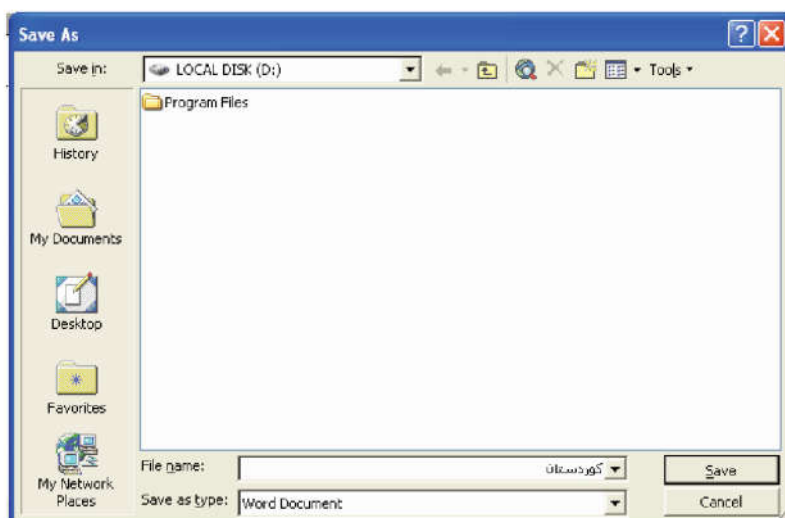 Save As
Save in:
LOCAL DISK (D:)
Tools
Program Files
History
My Documents
Desktop
Favorites
My Network
Places
File name:
كوردستان
Save
Save as type:
Word Document
Cancel